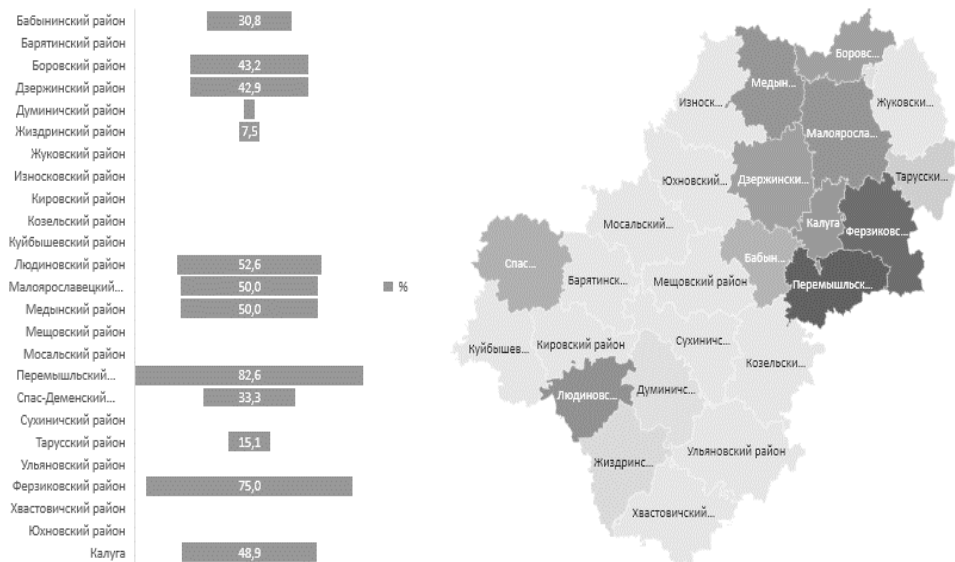 Бабынинский район 30,8
Барятинский район
Боровский район 43,2
Дзержинский район 42,9
Думиничский район
Жиздринский район 7,5
Жуковский район
Износковский район
Кировский район
Козельский район
Куйбышевский район
Людиновский район 52,6
Малоярославецкий... 50,0
Медынский район 50,0
Мещовский район
Мосальский район
Перемышльский... 82,6
Спас-Деменский... 33,3
Сухиничский район
Тарусский район 15,1
Ульяновский район
Ферзиковский район 75,0
Хвастовичский район
Юхновский район
Калуга 48,9
%
Боровс...
Медын...
Износк...
Жуковски...
Малояросла...
Юхновский...
Дзержински...
Тарусски...
Мосальский...
Калуга
Ферзиковс...
Спас...
Бабын...
Барятинск...
Мещовский район
Перемышльск...
Куйбышев...
Кировский район
Сухиничс...
Козельски...
Людиновс...
Думиничс...
Ульяновский район
Жиздринс...
Хвастовичский...